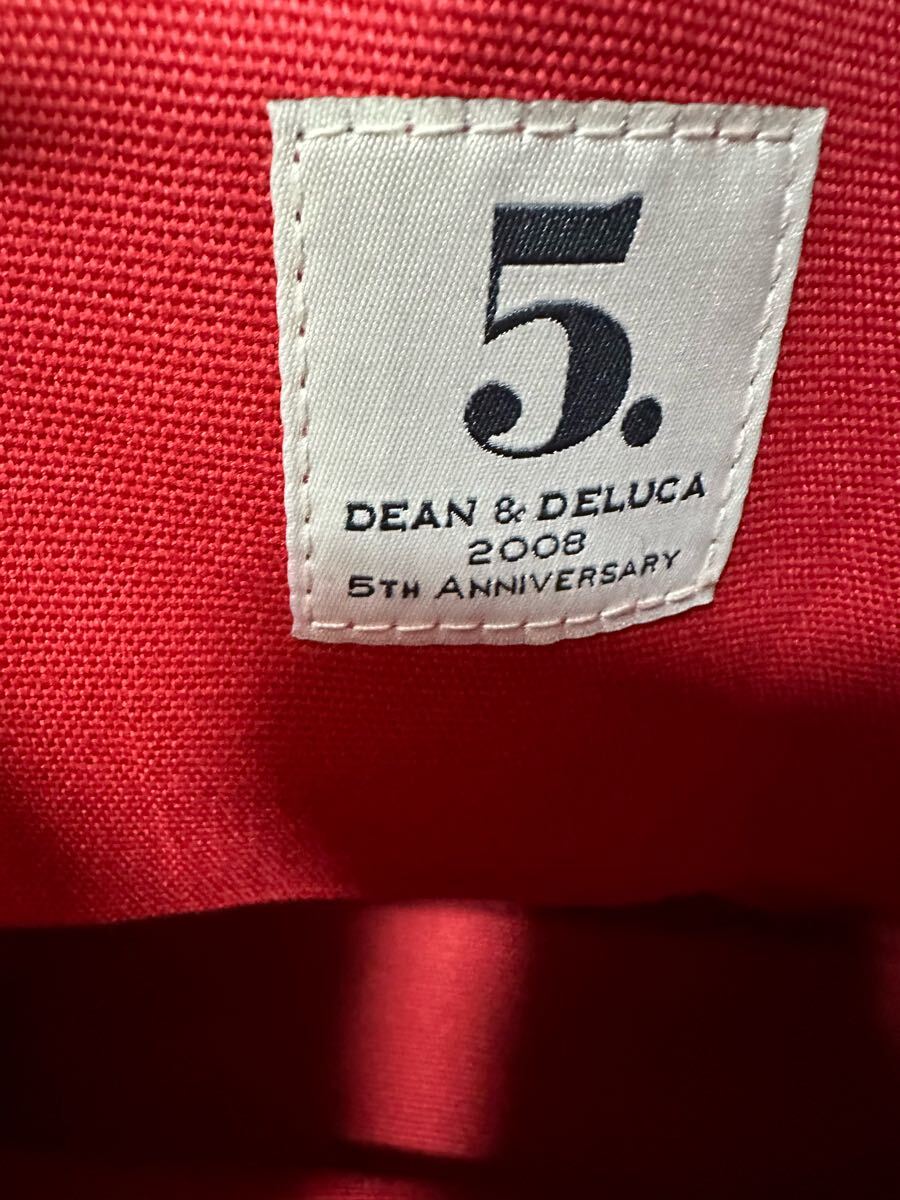 5.
DEAN & DELUCA
2008
5TH ANNIVERSARY